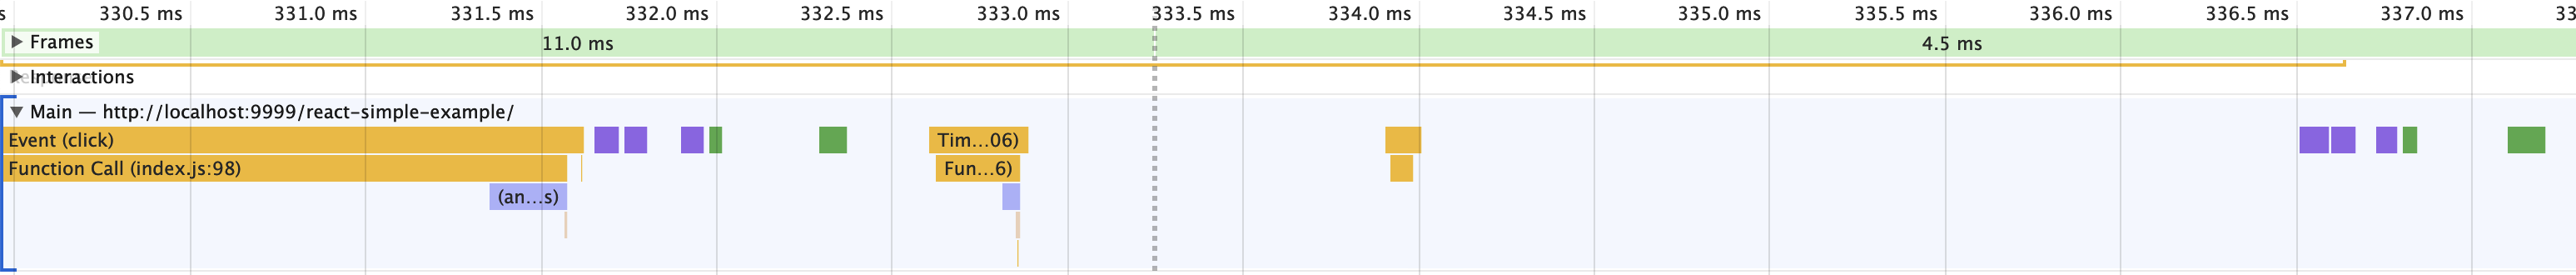 s 330.5 ms 331.0 ms 331.5 ms 332.0 ms 332.5 ms 333.0 ms 333.5 ms 334.0 ms 334.5 ms 335.0 ms 335.5 ms 336.0 ms 336.5 ms 337.0 ms 33
Frames 11.0 ms 4.5 ms
Interactions
Main — http://localhost:9999/react-simple-example/
Event (click) Tim...06)
Function Call (index.js:98) Fun...6)
(an...s)